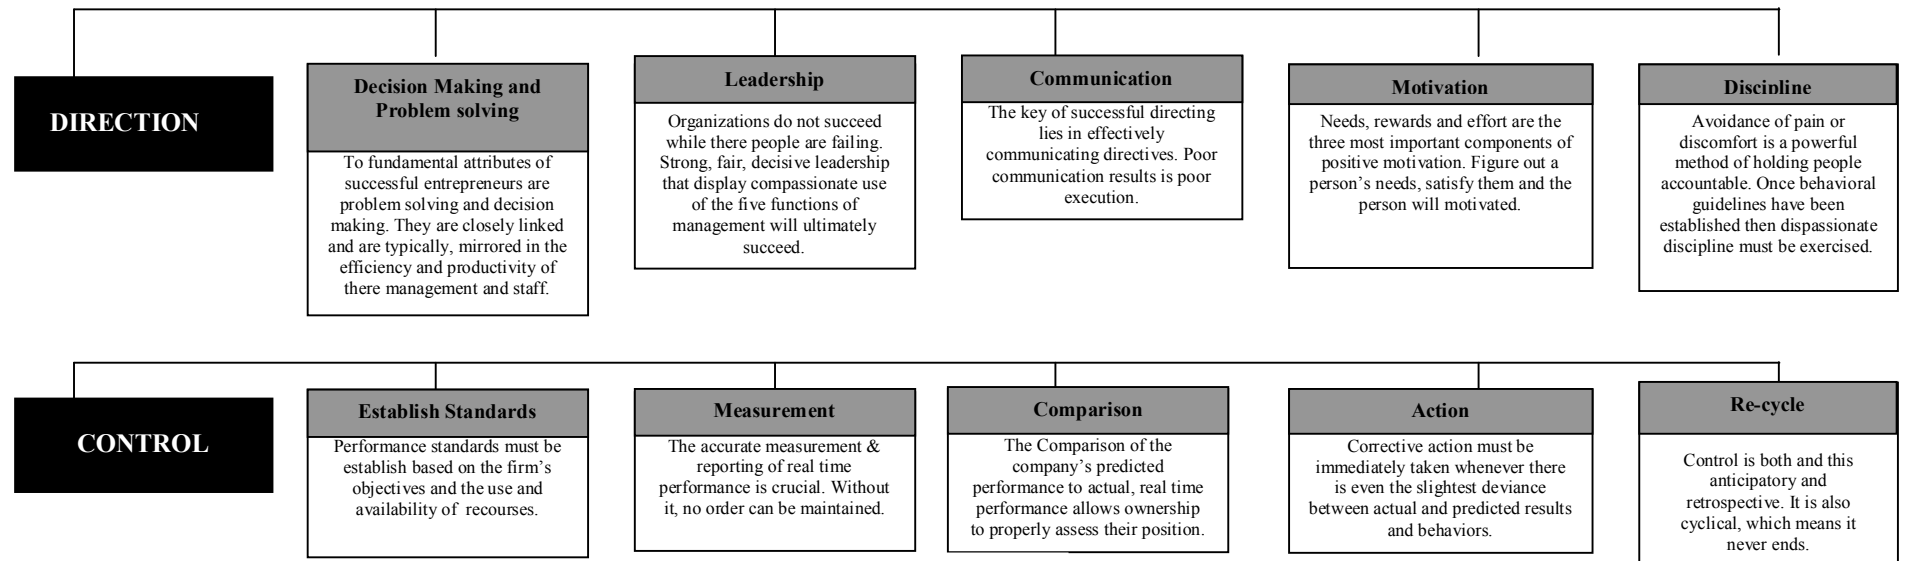 DIRECTION
Decision Making and
Problem solving
To fundamental attributes of
successful entrepreneurs are
problem solving and decision
making. They are closely linked
and are typically, mirrored in the
efficiency and productivity of
there management and staff.
Leadership
Organizations do not succeed
while there people are failing.
Strong, fair, decisive leadership
that display compassionate use
of the five functions of
management will ultimately
succeed.
Communication
The key of successful directing
lies in effectively
communicating directives. Poor
communication results is poor
execution.
Motivation
Needs, rewards and effort are the
three most important components of
positive motivation. Figure out a
person’s needs, satisfy them and the
person will motivated.
Discipline
Avoidance of pain or
discomfort is a powerful
method of holding people
accountable. Once behavioral
guidelines have been
established then dispassionate
discipline must be exercised.
CONTROL
Establish Standards
Performance standards must be
establish based on the firm’s
objectives and the use and
availability of recourses.
Measurement
The accurate measurement &
reporting of real time
performance is crucial. Without
it, no order can be maintained.
Comparison
The Comparison of the
company’s predicted
performance to actual, real time
performance allows ownership
to properly assess their position.
Action
Corrective action must be
immediately taken whenever there
is even the slightest deviance
between actual and predicted results
and behaviors.
Re-cycle
Control is both and this
anticipatory and
retrospective. It is also
cyclical, which means it
never ends.